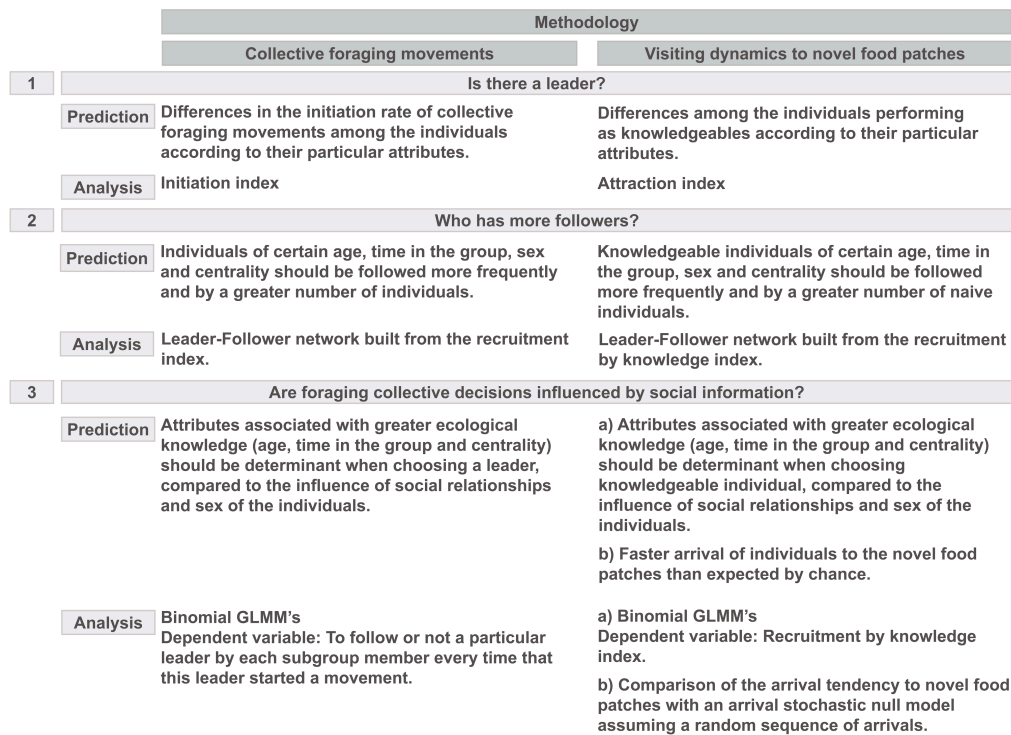 Methodology
Collective foraging movements
Visiting dynamics to novel food patches
1
Is there a leader?
Prediction
Differences in the initiation rate of collective
foraging movements among the individuals
according to their particular attributes.
Differences among the individuals performing
as knowledgeables according to their particular
attributes.
Analysis
Initiation index
Attraction index
2
Who has more followers?
Prediction
Individuals of certain age, time in the group, sex
and centrality should be followed more frequently
and by a greater number of individuals.
Knowledgeable individuals of certain age, time in
the group, sex and centrality should be followed
more frequently and by a greater number of naive
individuals.
Analysis
Leader-Follower network built from the recruitment
index.
Leader-Follower network built from the recruitment
by knowledge index.
3
Are foraging collective decisions influenced by social information?
Prediction
Attributes associated with greater ecological
knowledge (age, time in the group and centrality)
should be determinant when choosing a leader,
compared to the influence of social relationships
and sex of the individuals.
a) Attributes associated with greater ecological
knowledge (age, time in the group and centrality)
should be determinant when choosing
knowledgeable individual, compared to the
influence of social relationships and sex of the
individuals.
b) Faster arrival of individuals to the novel food
patches than expected by chance.
Analysis
Binomial GLMM's
Dependent variable: To follow or not a particular
leader by each subgroup member every time that
this leader started a movement.
a) Binomial GLMM's
Dependent variable: Recruitment by knowledge
index.
b) Comparison of the arrival tendency to novel food
patches with an arrival stochastic null model
assuming a random sequence of arrivals.